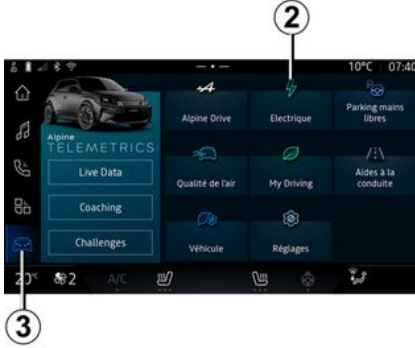 2
10°C 07:40
Alpine Drive
Electrique
Parking mains
libres
Alpine
TELEMETRICS
Live Data
Coaching
Challenges
Qualité de l'air
My Driving
Aides à la
conduite
Véhicule
Réglages
20°C
2
A/C
3